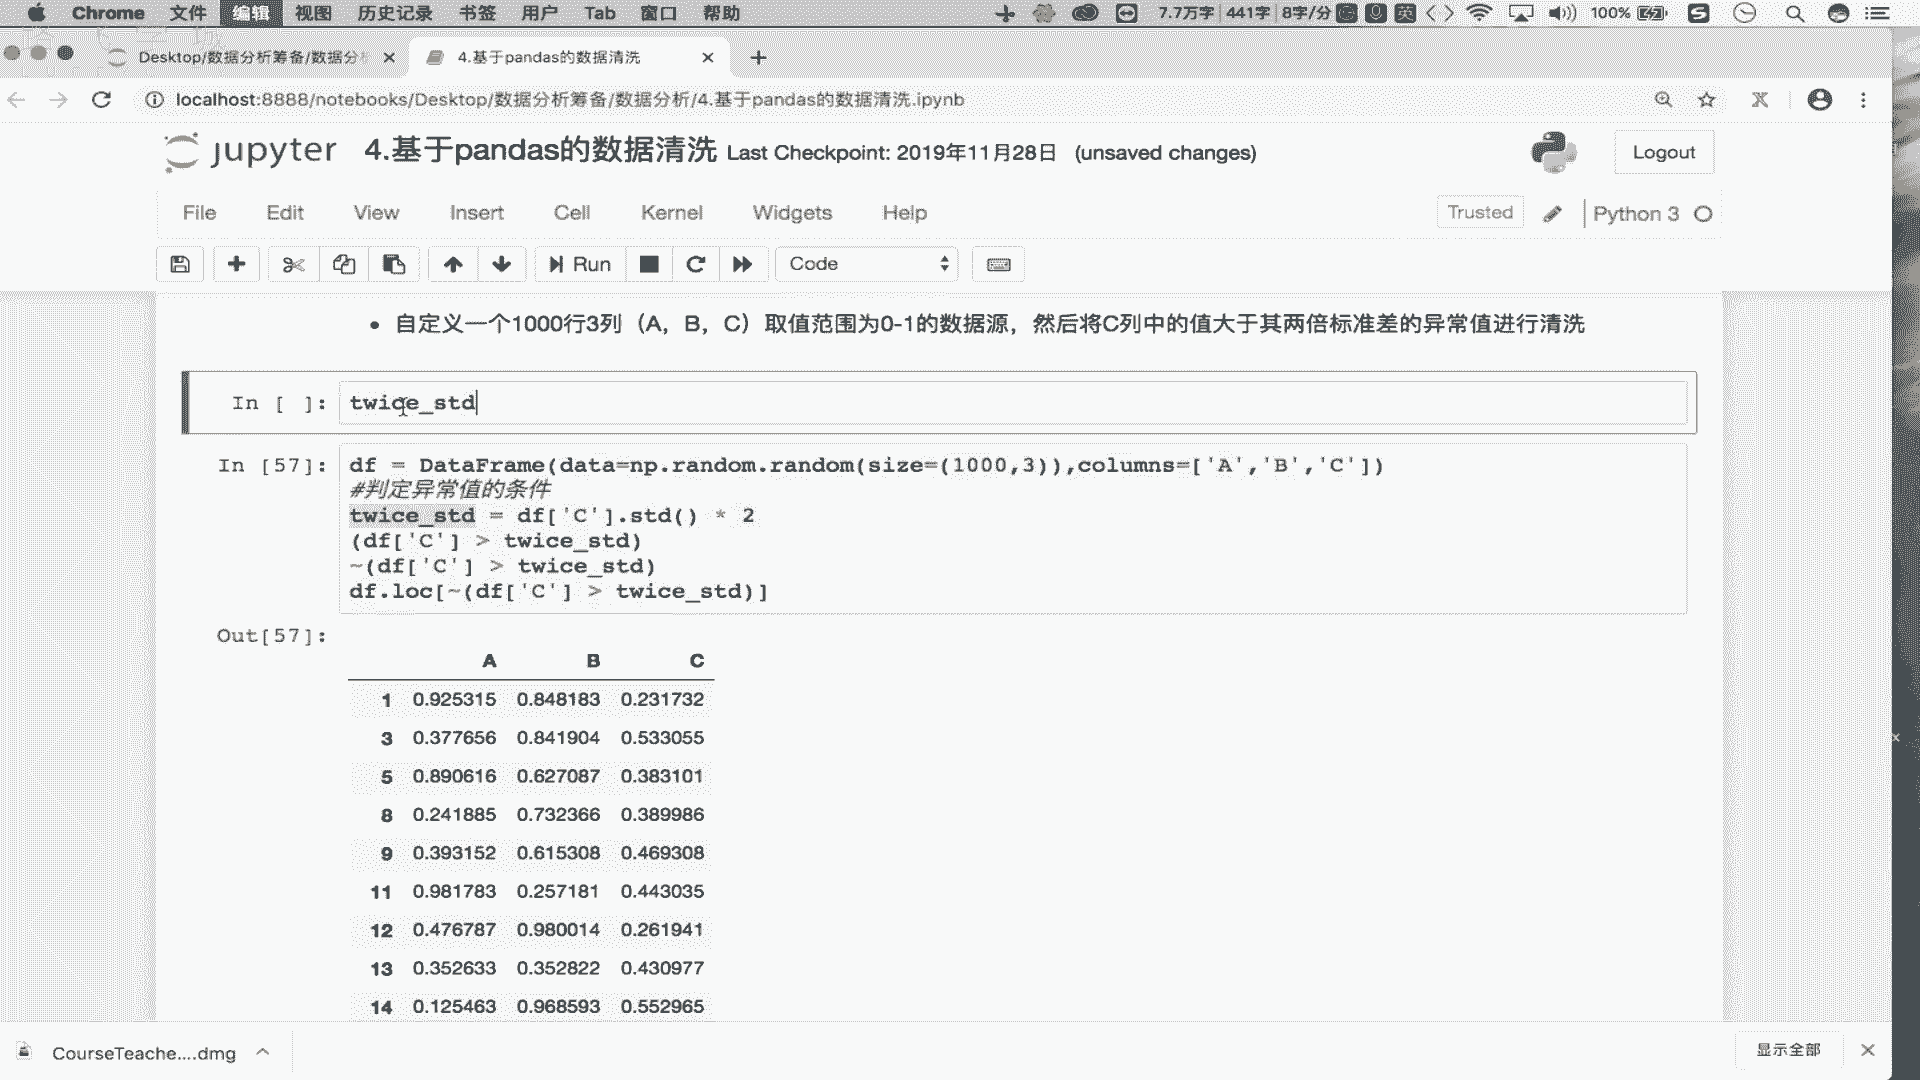 Chrome 文件 编辑 视图 历史记录 书签 用户 Tab 窗口 帮助 7.7万字 441字 8字/分 英 100%
Desktop/数据分析筹备/数据分析 4.基于pandas的数据清洗
localhost:8888/notebooks/Desktop/数据分析筹备/数据分析/4.基于pandas的数据清洗.ipynb
jupyter 4.基于pandas的数据清洗 Last Checkpoint: 2019年11月28日 (unsaved changes) Logout
File Edit View Insert Cell Kernel Widgets Help Trusted Python 3
Run Code
• 自定义一个1000行3列（A，B，C）取值范围为0-1的数据源，然后将C列中的值大于其两倍标准差的异常值进行清洗
In [ ]: twice_std
In [57]: df = DataFrame(data=np.random.random(size=(1000,3)),columns=['A','B','C'])
#判定异常值的条件
twice_std = df['C'].std() * 2
(df['C'] > twice_std)
~(df['C'] > twice_std)
df.loc[~(df['C'] > twice_std)]
Out[57]:
A B C
1 0.925315 0.848183 0.231732
3 0.377656 0.841904 0.533055
5 0.890616 0.627087 0.383101
8 0.241885 0.732366 0.389986
9 0.393152 0.615308 0.469308
11 0.981783 0.257181 0.443035
12 0.476787 0.980014 0.261941
13 0.352633 0.352822 0.430977
14 0.125463 0.968593 0.552965
CourseTeache....dmg 显示全部